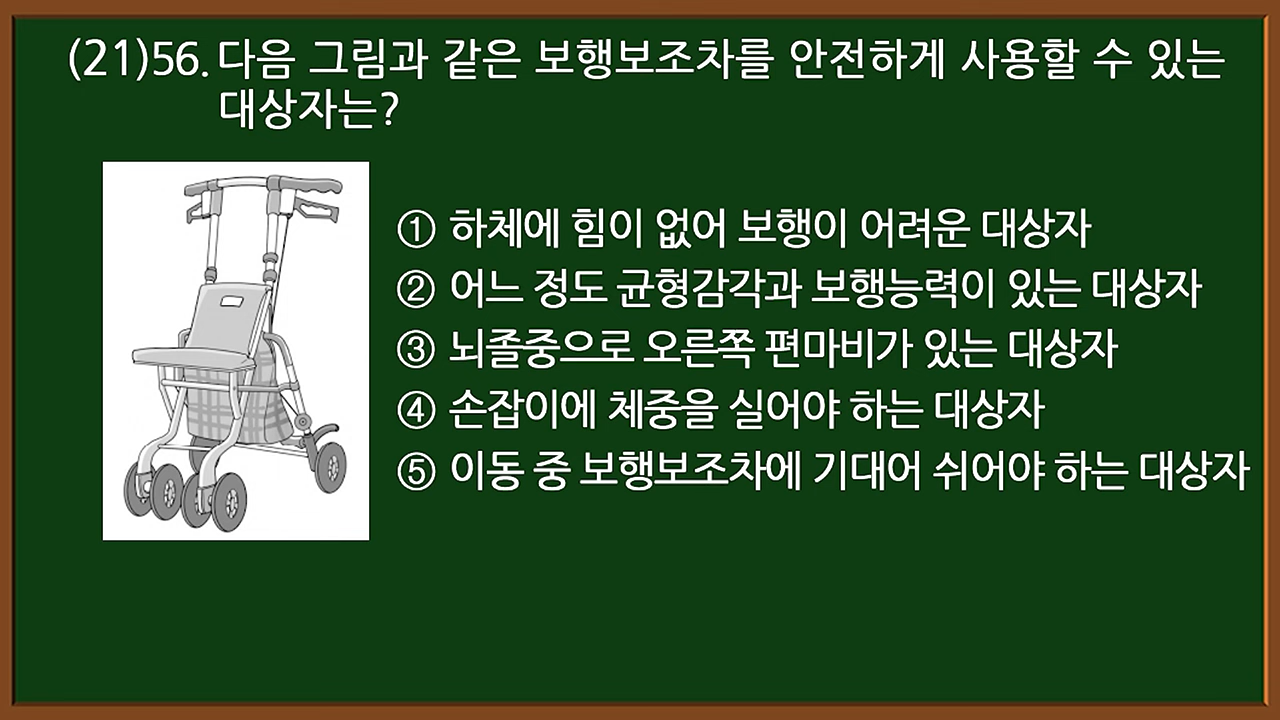 (21)56. 다음 그림과 같은 보행보조차를 안전하게 사용할 수 있는
대상자는?
① 하체에 힘이 없어 보행이 어려운 대상자
② 어느 정도 균형감각과 보행능력이 있는 대상자
③ 뇌졸중으로 오른쪽 편마비가 있는 대상자
④ 손잡이에 체중을 실어야 하는 대상자
⑤ 이동 중 보행보조차에 기대어 쉬어야 하는 대상자